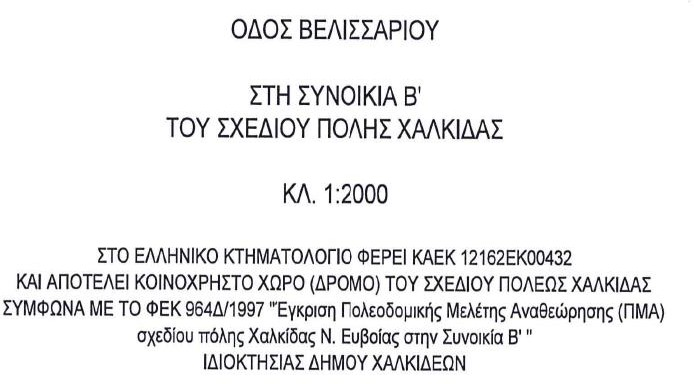 ΟΔΟΣ ΒΕΛΙΣΣΑΡΙΟΥ
ΣΤΗ ΣΥΝΟΙΚΙΑ Β'
ΤΟΥ ΣΧΕΔΙΟΥ ΠΟΛΗΣ ΧΑΛΚΙΔΑΣ
ΚΛ. 1:2000
ΣΤΟ ΕΛΛΗΝΙΚΟ ΚΤΗΜΑΤΟΛΟΓΙΟ ΦΕΡΕΙ ΚΑΕΚ 12162ΕΚ00432
ΚΑΙ ΑΠΟΤΕΛΕΙ ΚΟΙΝΟΧΡΗΣΤΟ ΧΩΡΟ (ΔΡΟΜΟ) ΤΟΥ ΣΧΕΔΙΟΥ ΠΟΛΕΩΣ ΧΑΛΚΙΔΑΣ
ΣΥΜΦΩΝΑ ΜΕ ΤΟ ΦΕΚ 964Δ/1997 "Έγκριση Πολεοδομικής Μελέτης Αναθεώρησης (ΠΜΑ)
σχεδίου πόλης Χαλκίδας Ν. Ευβοίας στην Συνοικία Β' "
ΙΔΙΟΚΤΗΣΙΑΣ ΔΗΜΟΥ ΧΑΛΚΙΔΕΩΝ